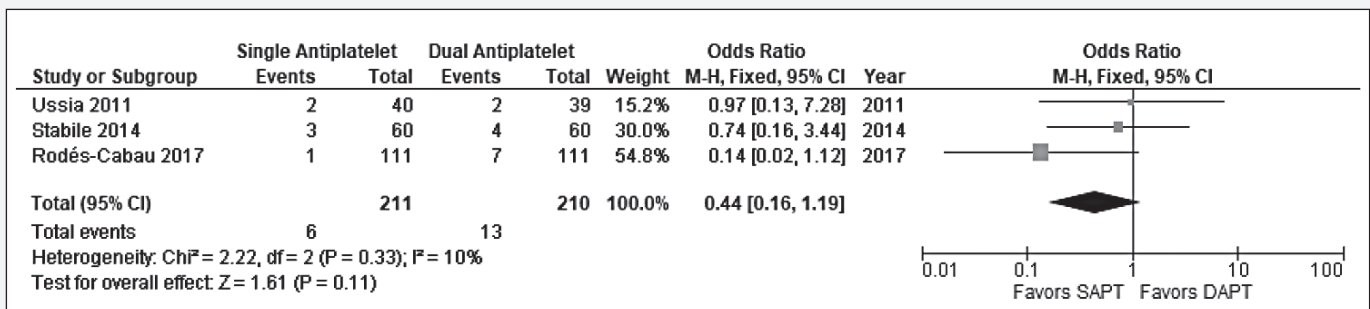 Single Antiplatelet Dual Antiplatelet Odds Ratio Odds Ratio
Study or Subgroup Events Total Events Total Weight M-H, Fixed, 95% CI Year M-H, Fixed, 95% CI
Ussia 2011 2 40 2 39 15.2% 0.97 [0.13, 7.28] 2011
Stabile 2014 3 60 4 60 30.0% 0.74 [0.16, 3.44] 2014
Rodés-Cabau 2017 1 111 7 111 54.8% 0.14 [0.02, 1.12] 2017
Total (95% CI) 211 210 100.0% 0.44 [0.16, 1.19]
Total events 6 13
Heterogeneity: Chi² = 2.22, df = 2 (P = 0.33); I² = 10%
Test for overall effect: Z = 1.61 (P = 0.11)
0.01 0.1 1 10 100
Favors SAPT Favors DAPT